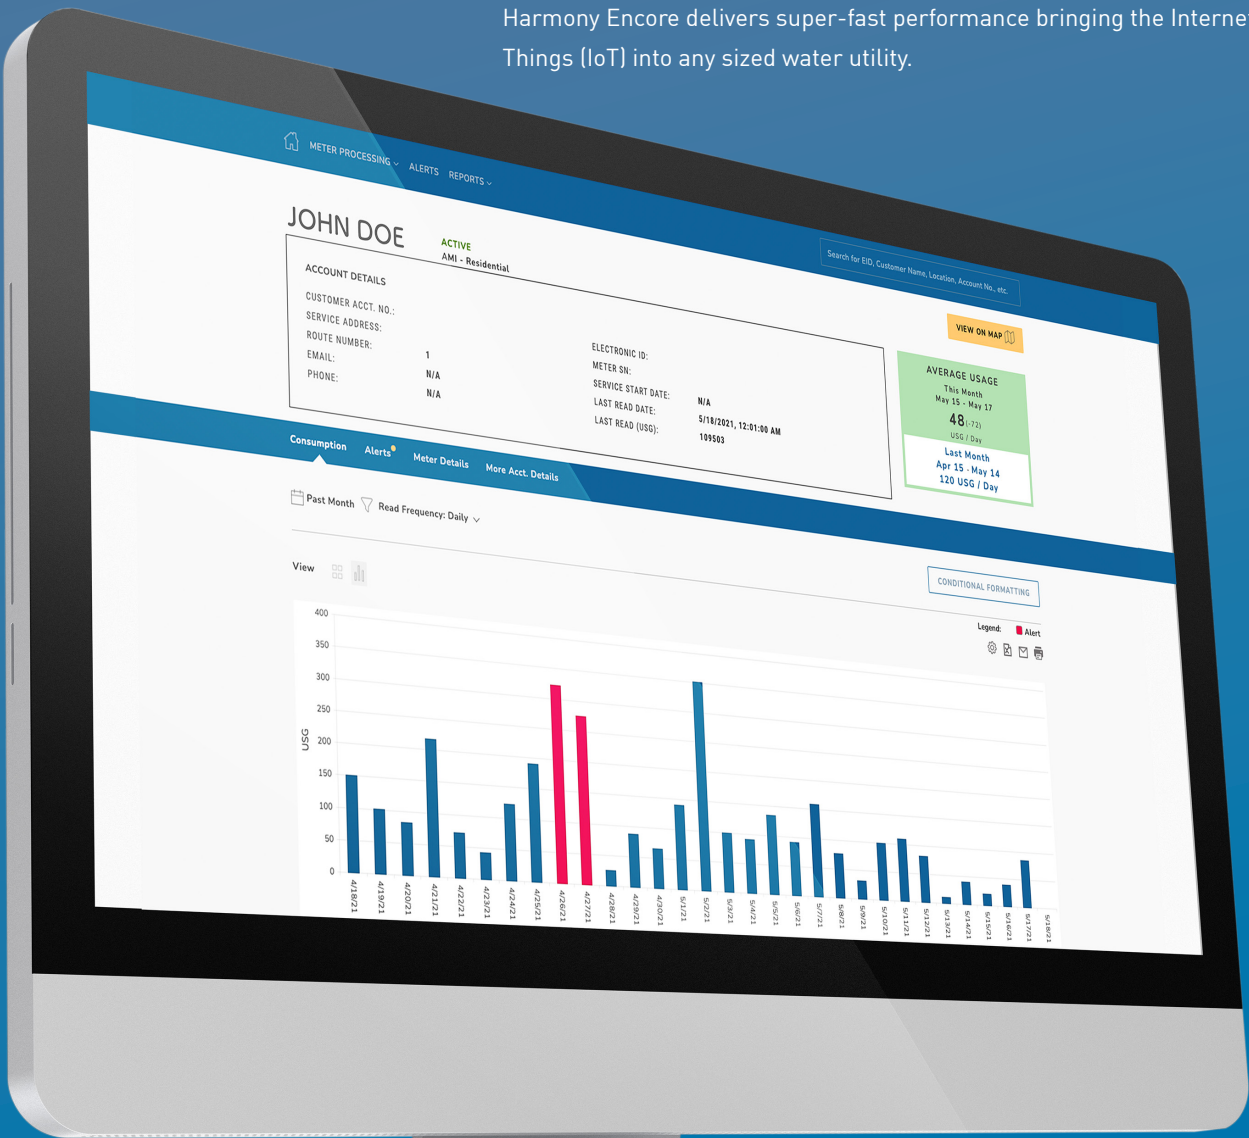 Harmony Encore delivers super-fast performance bringing the Internet
Things (IoT) into any sized water utility.
METER PROCESSING
ALERTS
REPORTS
Search for EID, Customer Name, Location, Account No., etc.
JOHN DOE
ACTIVE
AMI - Residential
VIEW ON MAP
ACCOUNT DETAILS
CUSTOMER ACCT. NO.:
SERVICE ADDRESS:
ROUTE NUMBER: 1
EMAIL: N/A
PHONE: N/A
ELECTRONIC ID:
METER SN:
SERVICE START DATE: N/A
LAST READ DATE: 5/18/2021, 12:01:00 AM
LAST READ (USG): 109503
AVERAGE USAGE
This Month
May 15 - May 17
48(-72)
USG / Day
Last Month
Apr 15 - May 14
120 USG / Day
Consumption
Alerts
Meter Details
More Acct. Details
Past Month
Read Frequency: Daily
CONDITIONAL FORMATTING
View
Legend: Alert
400
350
300
250
200
150
100
50
0
USG
4/18/21
4/19/21
4/20/21
4/21/21
4/22/21
4/23/21
4/24/21
4/25/21
4/26/21
4/27/21
4/28/21
4/29/21
4/30/21
5/1/21
5/2/21
5/3/21
5/4/21
5/5/21
5/6/21
5/7/21
5/8/21
5/9/21
5/10/21
5/11/21
5/12/21
5/13/21
5/14/21
5/15/21
5/16/21
5/17/21
5/18/21